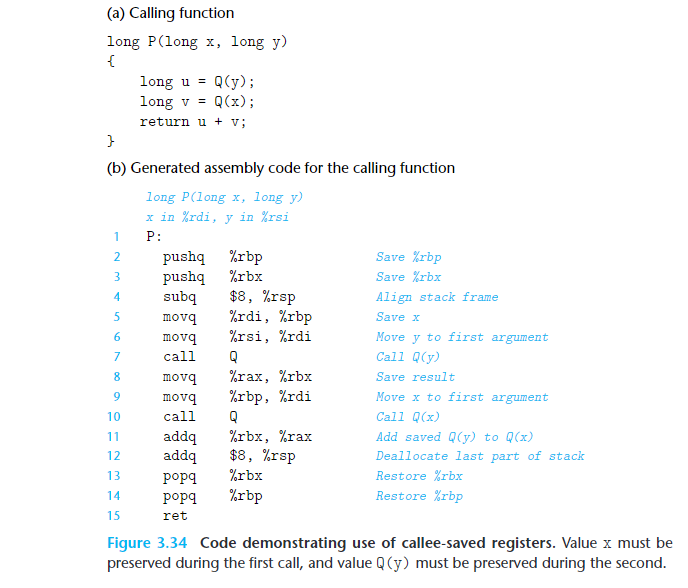 (a) Calling function
long P(long x, long y)
{
long u = Q(y);
long v = Q(x);
return u + v;
}
(b) Generated assembly code for the calling function
long P(long x, long y)
x in %rdi, y in %rsi
1 P:
2 pushq %rbp Save %rbp
3 pushq %rbx Save %rbx
4 subq $8, %rsp Align stack frame
5 movq %rdi, %rbp Save x
6 movq %rsi, %rdi Move y to first argument
7 call Q Call Q(y)
8 movq %rax, %rbx Save result
9 movq %rbp, %rdi Move x to first argument
10 call Q Call Q(x)
11 addq %rbx, %rax Add saved Q(y) to Q(x)
12 addq $8, %rsp Deallocate last part of stack
13 popq %rbx Restore %rbx
14 popq %rbp Restore %rbp
15 ret
Figure 3.34 Code demonstrating use of callee-saved registers. Value x must be
preserved during the first call, and value Q(y) must be preserved during the second.